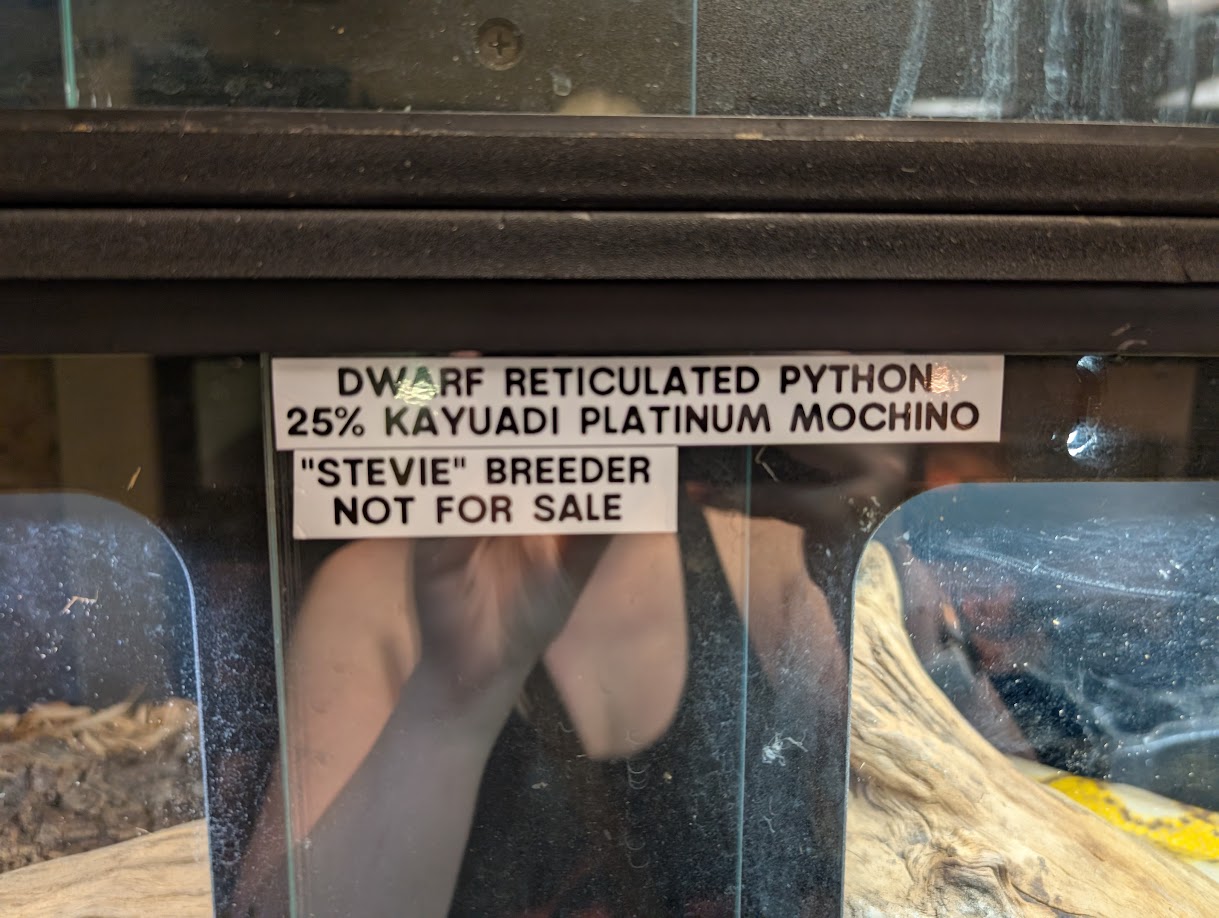 DWARF RETICULATED PYTHON
25% KAYUADI PLATINUM MOCHINO
"STEVIE" BREEDER
NOT FOR SALE